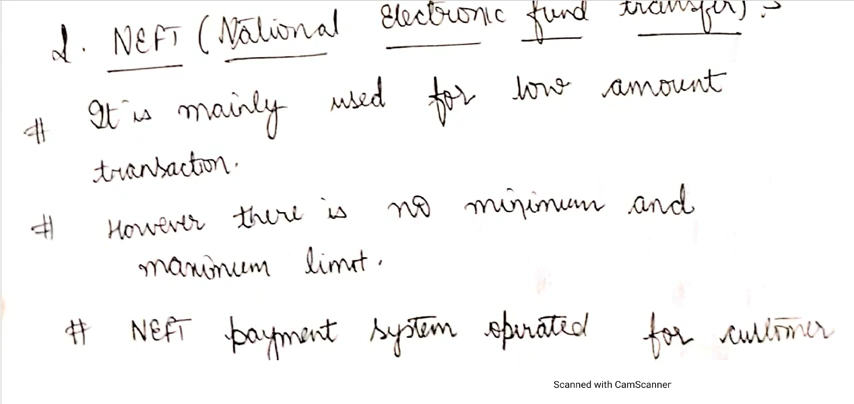 2. NEFT (National Electronic fund transfer) :-
# It is mainly used for low amount
transaction.
# However there is no minimum and
maximum limit.
# NEFT payment system operated for customer
Scanned with CamScanner